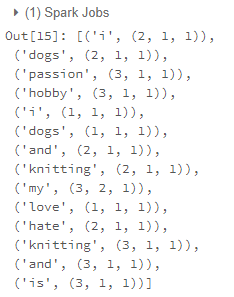 (1) Spark Jobs
Out[15]: [('i', (2, 1, 1)),
('dogs', (2, 1, 1)),
('passion', (3, 1, 1)),
('hobby', (3, 1, 1)),
('i', (1, 1, 1)),
('dogs', (1, 1, 1)),
('and', (2, 1, 1)),
('knitting', (2, 1, 1)),
('my', (3, 2, 1)),
('love', (1, 1, 1)),
('hate', (2, 1, 1)),
('knitting', (3, 1, 1)),
('and', (3, 1, 1)),
('is', (3, 1, 1))]